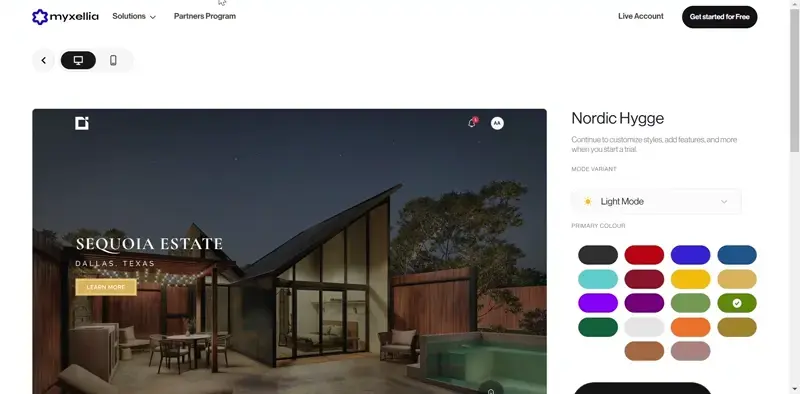 myxellia
Solutions
Partners Program
Live Account
Get started for Free
Nordic Hygge
Continue to customize styles, add features, and more
when you start a trial.
MODE VARIANT
Light Mode
PRIMARY COLOUR
AA
SEQUOIA ESTATE
DALLAS, TEXAS
LEARN MORE